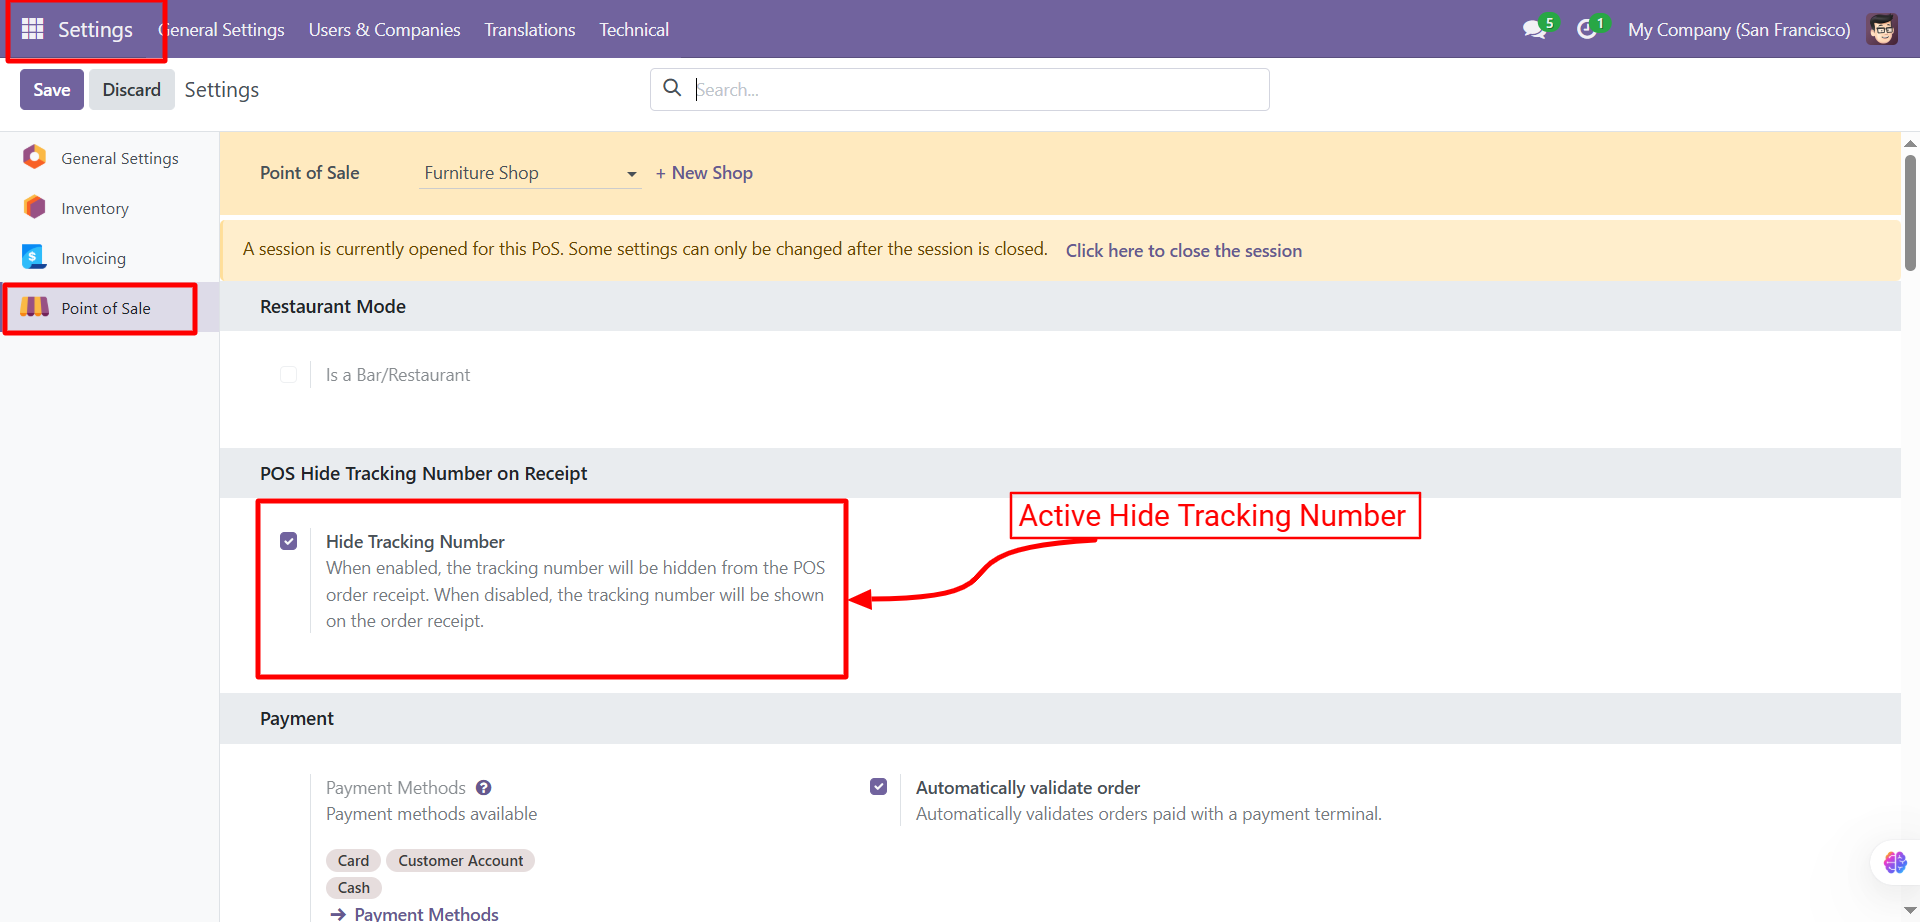 Settings
General Settings
Users & Companies
Translations
Technical
5
1
My Company (San Francisco)
Save
Discard
Settings
Search...
General Settings
Inventory
Invoicing
Point of Sale
Point of Sale
Furniture Shop
+ New Shop
A session is currently opened for this PoS. Some settings can only be changed after the session is closed.
Click here to close the session
Restaurant Mode
Is a Bar/Restaurant
POS Hide Tracking Number on Receipt
Hide Tracking Number
When enabled, the tracking number will be hidden from the POS
order receipt. When disabled, the tracking number will be shown
on the order receipt.
Active Hide Tracking Number
Payment
Payment Methods
Payment methods available
Card
Customer Account
Cash
Payment Methods
Automatically validate order
Automatically validates orders paid with a payment terminal.